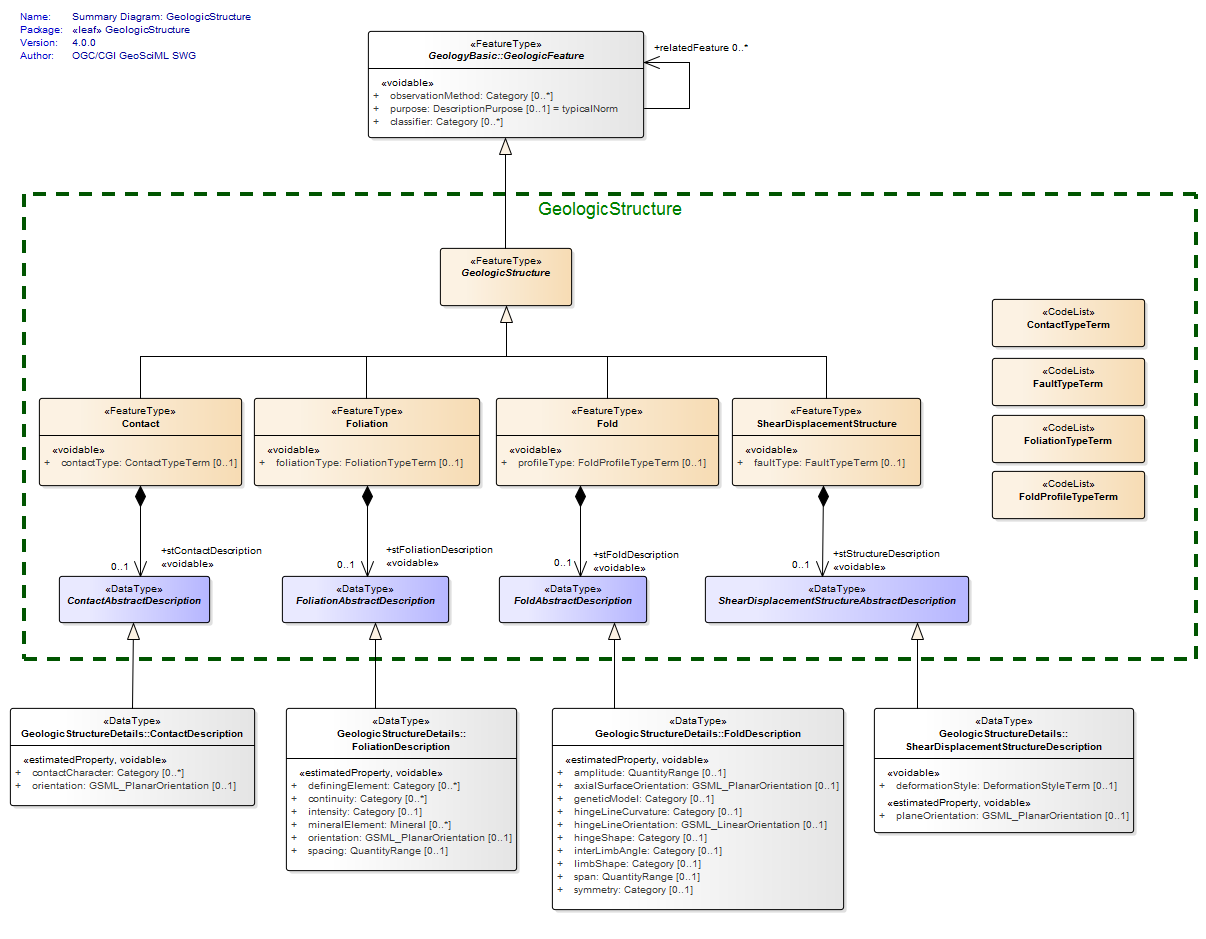 Name: Summary Diagram: GeologicStructure
Package: «leaf» GeologicStructure
Version: 4.0.0
Author: OGC/CGI GeoSciML SWG
«FeatureType»
GeologyBasic::GeologicFeature
«voidable»
+ observationMethod: Category [0..*]
+ purpose: DescriptionPurpose [0..1] = typicalNorm
+ classifier: Category [0..*]
+relatedFeature 0..*
GeologicStructure
«FeatureType»
GeologicStructure
«CodeList»
ContactTypeTerm
«CodeList»
FaultTypeTerm
«CodeList»
FoliationTypeTerm
«CodeList»
FoldProfileTypeTerm
«FeatureType»
Contact
«voidable»
+ contactType: ContactTypeTerm [0..1]
«FeatureType»
Foliation
«voidable»
+ foliationType: FoliationTypeTerm [0..1]
«FeatureType»
Fold
«voidable»
+ profileType: FoldProfileTypeTerm [0..1]
«FeatureType»
ShearDisplacementStructure
«voidable»
+ faultType: FaultTypeTerm [0..1]
+stContactDescription
0..1 «voidable»
+stFoliationDescription
0..1 «voidable»
+stFoldDescription
0..1 «voidable»
+stStructureDescription
0..1 «voidable»
«DataType»
ContactAbstractDescription
«DataType»
FoliationAbstractDescription
«DataType»
FoldAbstractDescription
«DataType»
ShearDisplacementStructureAbstractDescription
«DataType»
GeologicStructureDetails::ContactDescription
«estimatedProperty, voidable»
+ contactCharacter: Category [0..*]
+ orientation: GSML_PlanarOrientation [0..1]
«DataType»
GeologicStructureDetails::
FoliationDescription
«estimatedProperty, voidable»
+ definingElement: Category [0..*]
+ continuity: Category [0..*]
+ intensity: Category [0..1]
+ mineralElement: Mineral [0..*]
+ orientation: GSML_PlanarOrientation [0..1]
+ spacing: QuantityRange [0..1]
«DataType»
GeologicStructureDetails::FoldDescription
«estimatedProperty, voidable»
+ amplitude: QuantityRange [0..1]
+ axialSurfaceOrientation: GSML_PlanarOrientation [0..1]
+ geneticModel: Category [0..1]
+ hingeLineCurvature: Category [0..1]
+ hingeLineOrientation: GSML_LinearOrientation [0..1]
+ hingeShape: Category [0..1]
+ interLimbAngle: Category [0..1]
+ limbShape: Category [0..1]
+ span: QuantityRange [0..1]
+ symmetry: Category [0..1]
«DataType»
GeologicStructureDetails::
ShearDisplacementStructureDescription
«voidable»
+ deformationStyle: DeformationStyleTerm [0..1]
«estimatedProperty, voidable»
+ planeOrientation: GSML_PlanarOrientation [0..1]